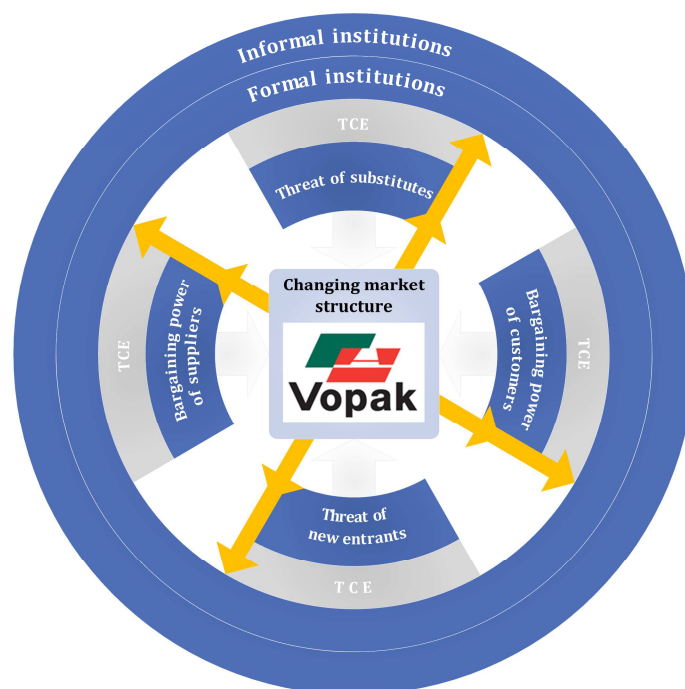 Informal institutions
Formal institutions
TCE
Threat of substitutes
Changing market
structure
Vopak
TCE
Bargaining power
of suppliers
Bargaining power
of customers
TCE
Threat of
new entrants
T C E